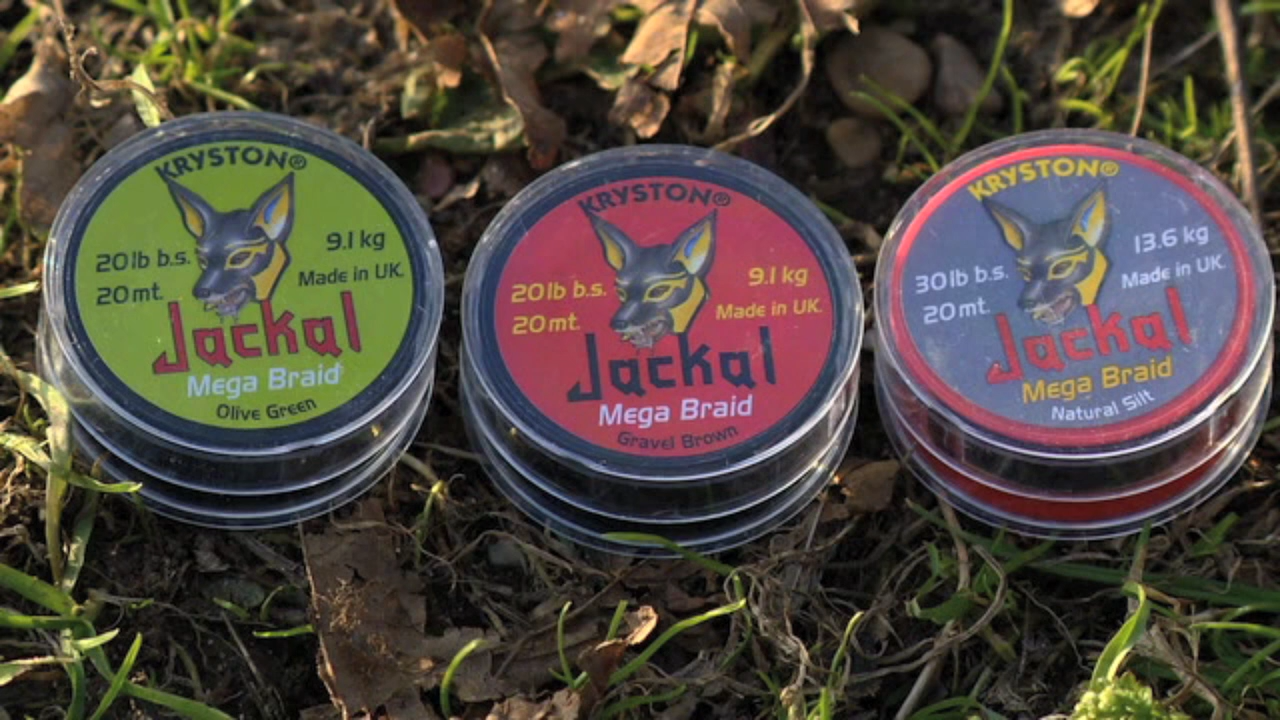 KRYSTON®
20lb b.s.
9.1 kg
20mt.
Made in UK.
Jackal
Mega Braid
Olive Green
KRYSTON®
20lb b.s.
9.1 kg
20mt.
Made in UK.
Jackal
Mega Braid
Gravel Brown
KRYSTON®
30lb b.s.
13.6 kg
20mt.
Made in UK.
Jackal
Mega Braid
Natural Silt